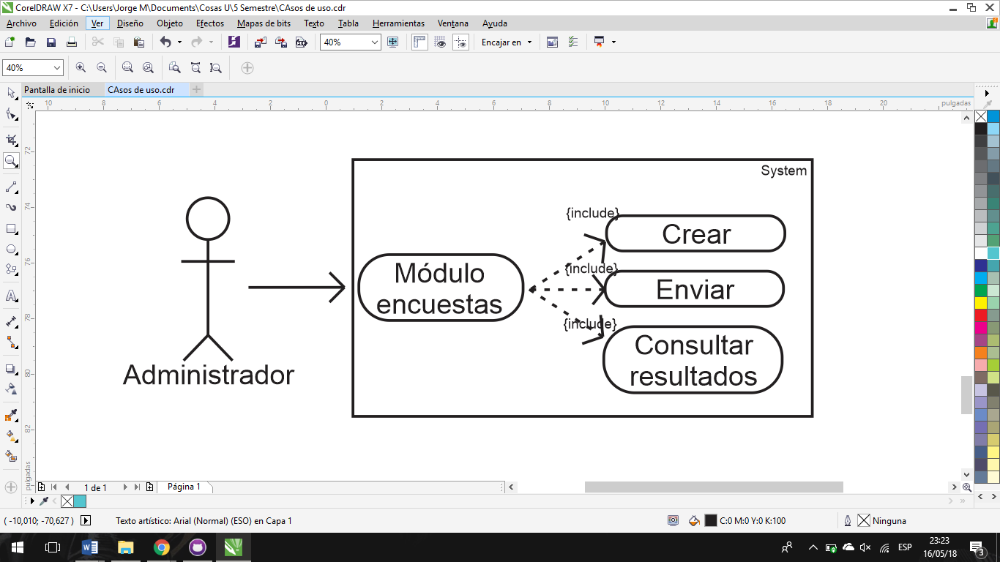 CorelDRAW X7 - C:\Users\Jorge M\Documents\Cosas U\5 Semestre\CAsos de uso.cdr
Archivo Edición Ver Diseño Objeto Efectos Mapas de bits Texto Tabla Herramientas Ventana Ayuda
PDF 40% Encajar en
40%
Pantalla de inicio CAsos de uso.cdr
10 8 6 4 2 0 2 4 6 8 10 12 14 16 18 20 pulgadas
72
74
76
78
80
82
pulgadas
System
{include}
Crear
{include}
Enviar
{include}
Consultar
resultados
Módulo
encuestas
Administrador
1 de 1 Página 1
( -10,010; -70,627 ) Texto artístico: Arial (Normal) (ESO) en Capa 1 C:0 M:0 Y:0 K:100 Ninguna
ESP 23:23
16/05/18 3